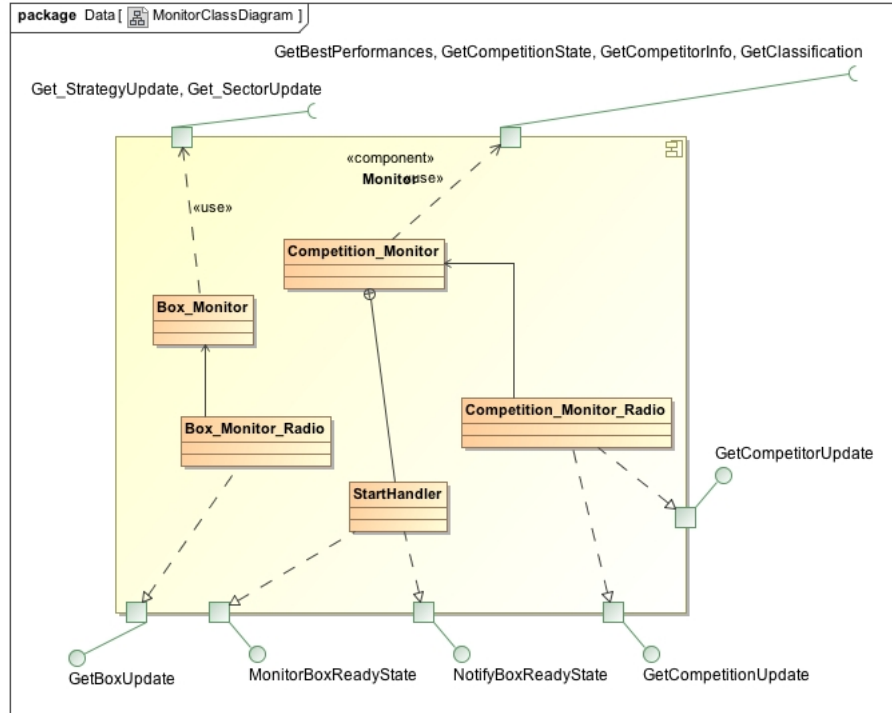 package Data [ MonitorClassDiagram ]
GetBestPerformances, GetCompetitionState, GetCompetitorInfo, GetClassification
Get_StrategyUpdate, Get_SectorUpdate
«component»
Monitor
«use»
«use»
Competition_Monitor
Box_Monitor
Competition_Monitor_Radio
Box_Monitor_Radio
GetCompetitorUpdate
StartHandler
GetBoxUpdate
MonitorBoxReadyState
NotifyBoxReadyState
GetCompetitionUpdate